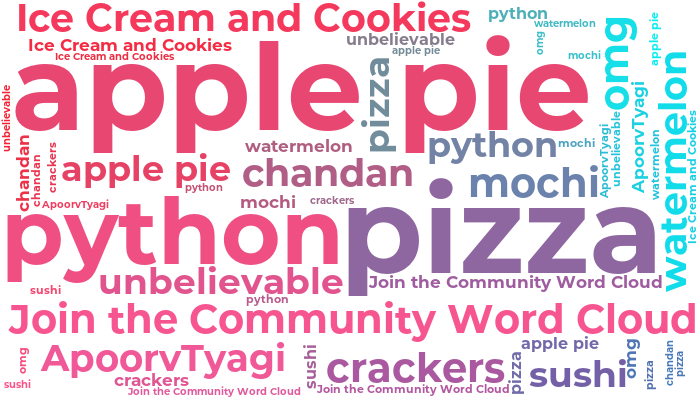 Ice Cream and Cookies
python
watermelon
omg
omg
apple pie
Ice Cream and Cookies
unbelievable
apple pie
Ice Cream and Cookies
mochi
unbelievable
apple pie
pizza
watermelon
python
mochi
ApoorvTyagi
unbelievable
ApoorvTyagi
watermelon
Ice Cream and Cookies
watermelon
chandan
chandan
crackers
apple pie
python
chandan
mochi
ApoorvTyagi
mochi
crackers
python
pizza
unbelievable
Join the Community Word Cloud
sushi
python
Join the Community Word Cloud
omg
ApoorvTyagi
sushi
crackers
apple pie
omg
chandan
pizza
sushi
crackers
Join the Community Word Cloud
Join the Community Word Cloud
pizza
sushi
pizza